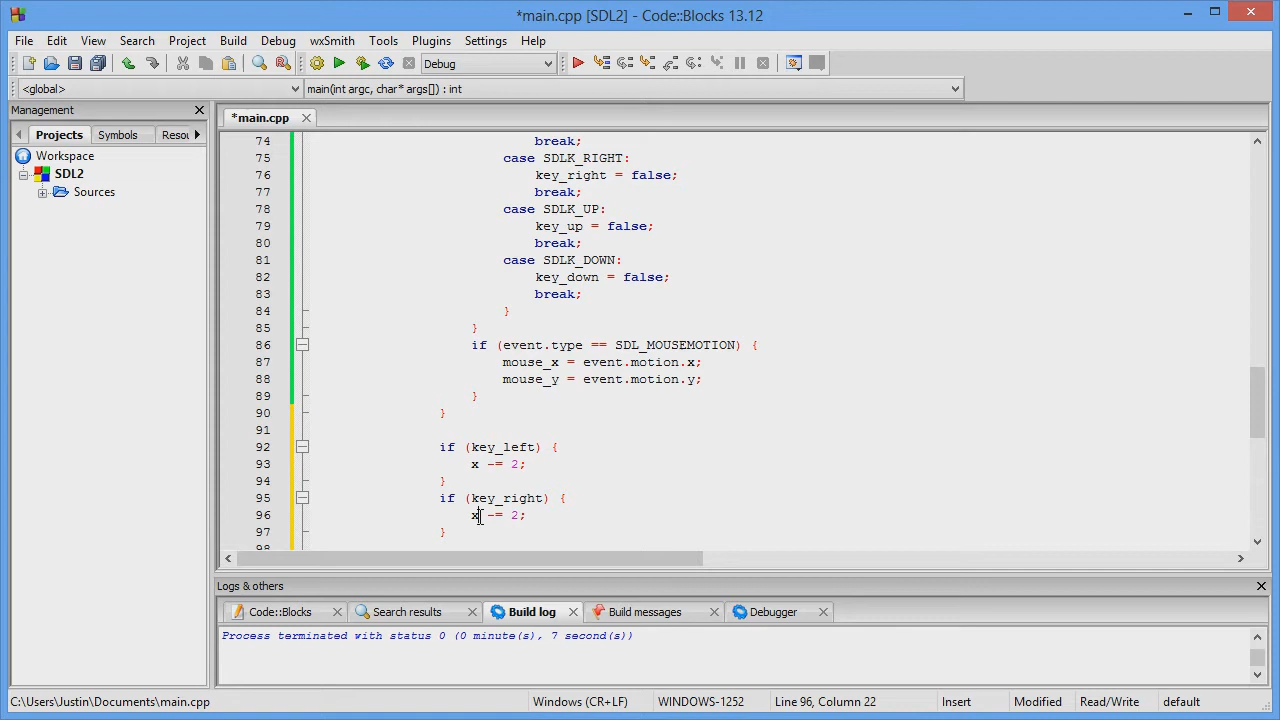 *main.cpp [SDL2] - Code::Blocks 13.12
File Edit View Search Project Build Debug wxSmith Tools Plugins Settings Help
Debug
<global> main(int argc, char* args[]) : int
Management
Projects Symbols Resou
Workspace
SDL2
Sources
*main.cpp
74 break;
75 case SDLK_RIGHT:
76 key_right = false;
77 break;
78 case SDLK_UP:
79 key_up = false;
80 break;
81 case SDLK_DOWN:
82 key_down = false;
83 break;
84 }
85 }
86 if (event.type == SDL_MOUSEMOTION) {
87 mouse_x = event.motion.x;
88 mouse_y = event.motion.y;
89 }
90 }
91
92 if (key_left) {
93 x -= 2;
94 }
95 if (key_right) {
96 x -= 2;
97 }
98
Logs & others
Code::Blocks Search results Build log Build messages Debugger
Process terminated with status 0 (0 minute(s), 7 second(s))
C:\Users\Justin\Documents\main.cpp Windows (CR+LF) WINDOWS-1252 Line 96, Column 22 Insert Modified Read/Write default